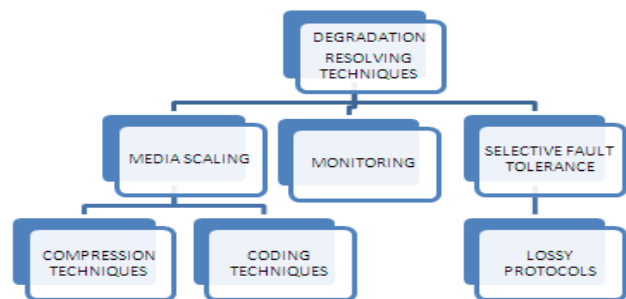 DEGRADATION
RESOLVING
TECHNIQUES
MEDIA SCALING
MONITORING
SELECTIVE FAULT
TOLERANCE
COMPRESSION
TECHNIQUES
CODING
TECHNIQUES
LOSSY
PROTOCOLS